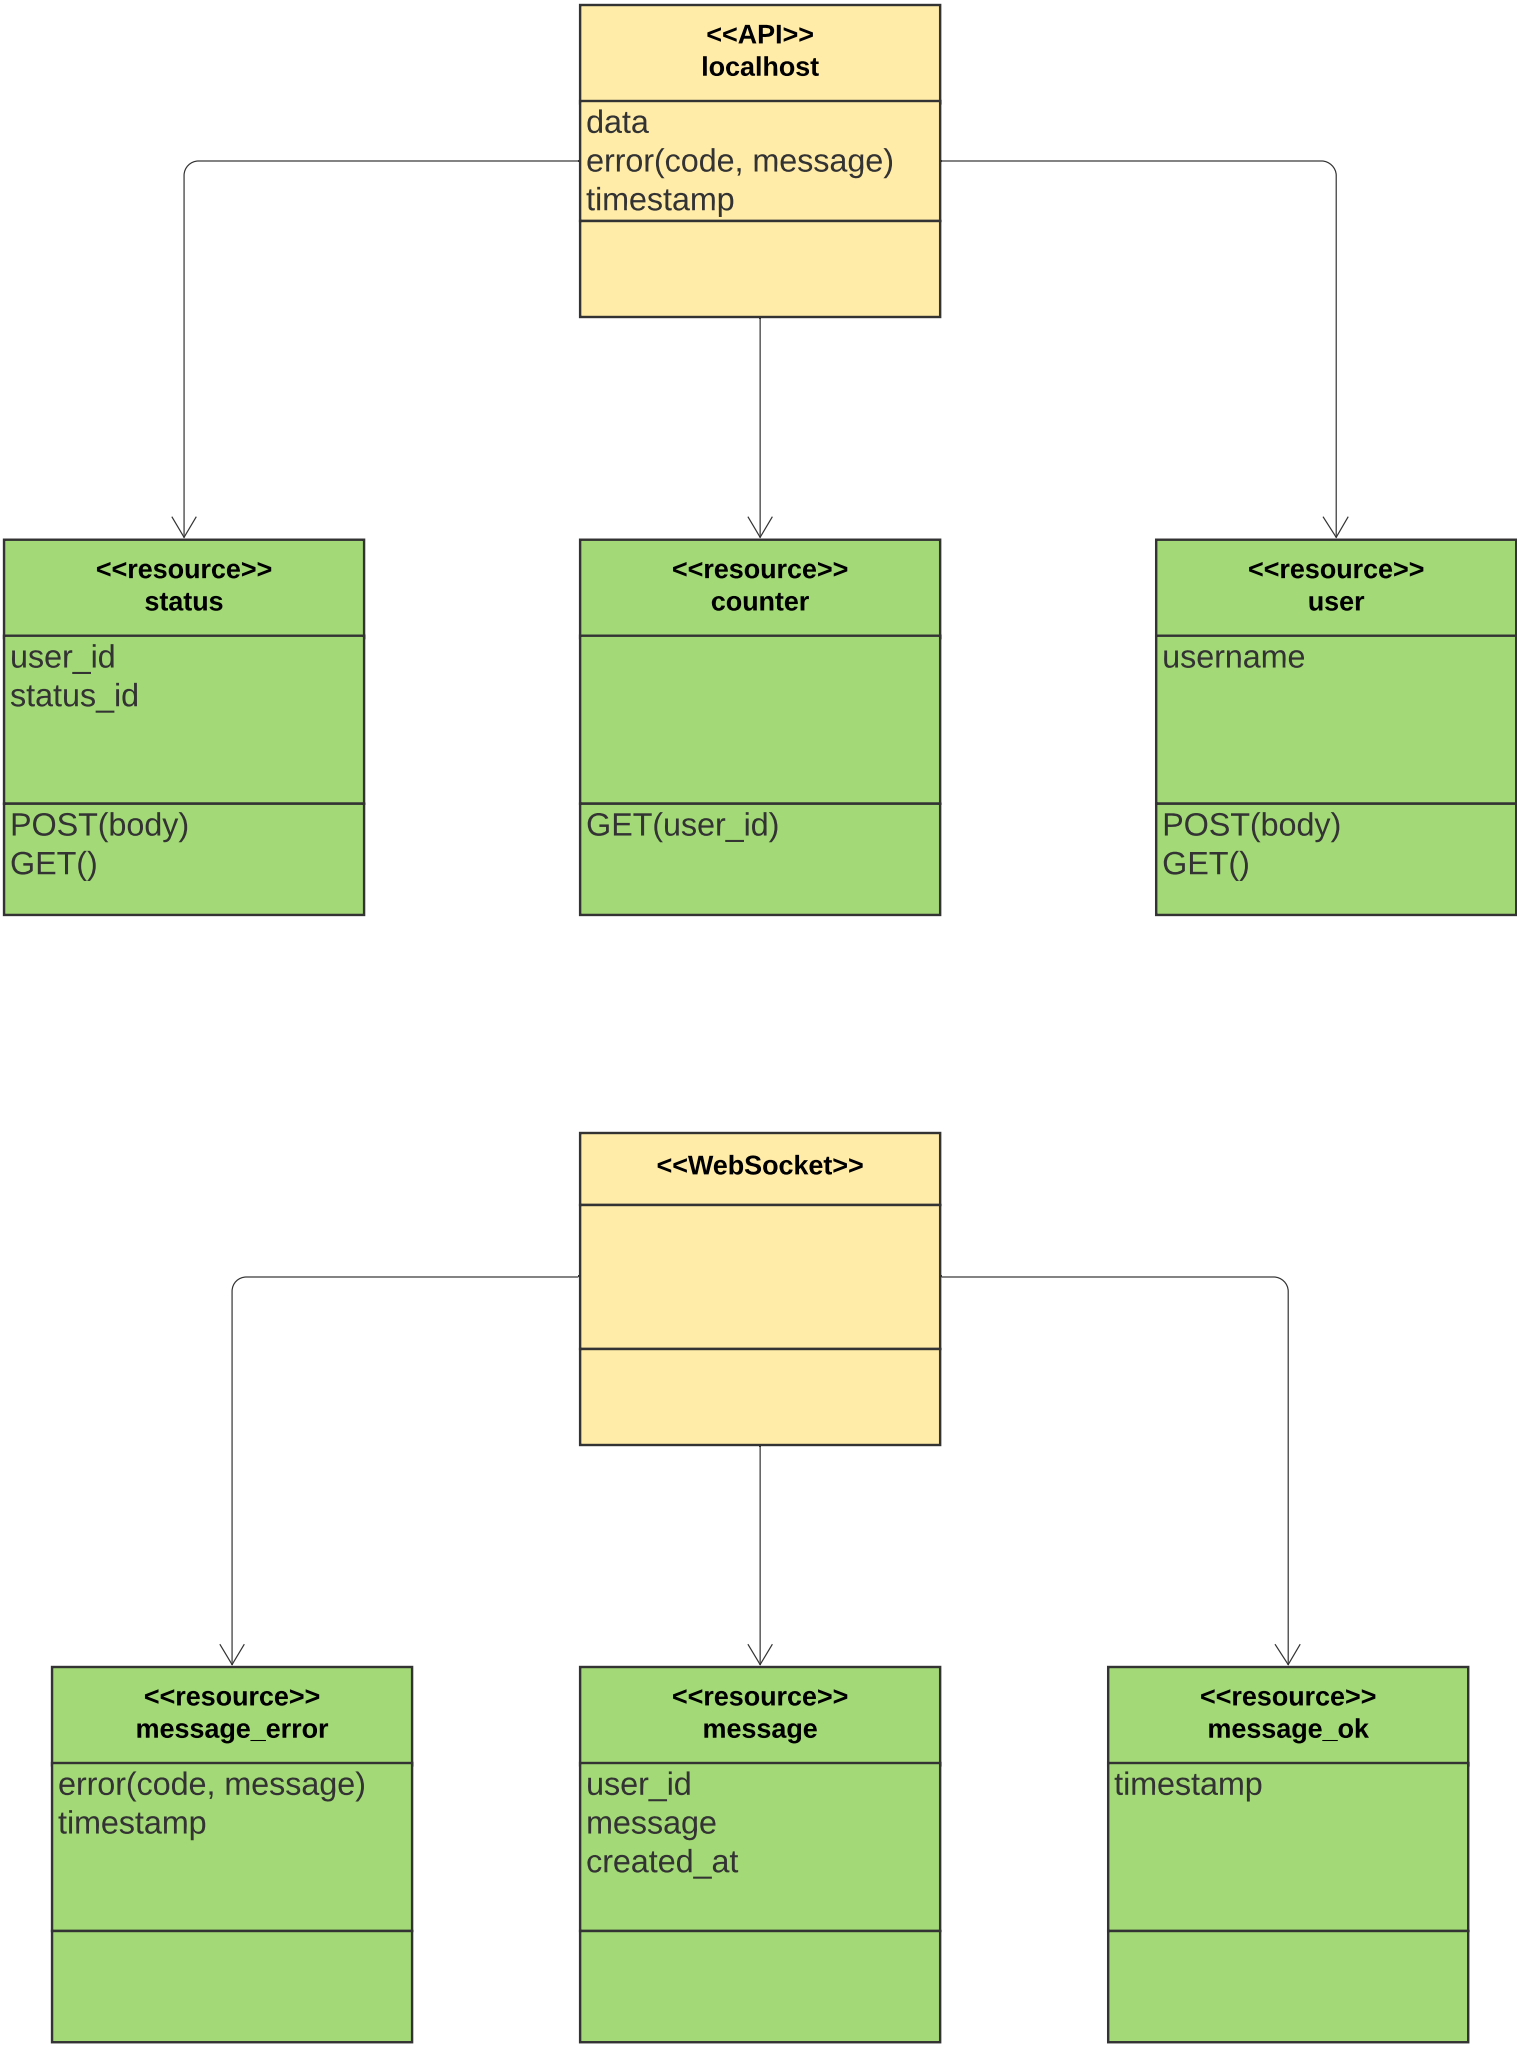 <<API>>
localhost
data
error(code, message)
timestamp
<<resource>>
status
user_id
status_id
POST(body)
GET()
<<resource>>
counter
GET(user_id)
<<resource>>
user
username
POST(body)
GET()
<<WebSocket>>
<<resource>>
message_error
error(code, message)
timestamp
<<resource>>
message
user_id
message
created_at
<<resource>>
message_ok
timestamp